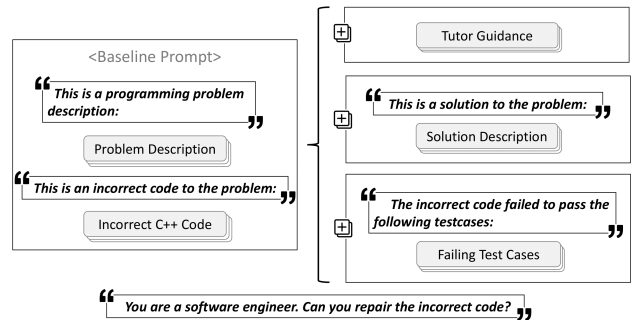 <Baseline Prompt>
“ This is a programming problem
description: ”
Problem Description
“ This is an incorrect code to the problem: ”
Incorrect C++ Code
Tutor Guidance
“ This is a solution to the problem: ”
Solution Description
“ The incorrect code failed to pass the
following testcases: ”
Failing Test Cases
“ You are a software engineer. Can you repair the incorrect code? ”